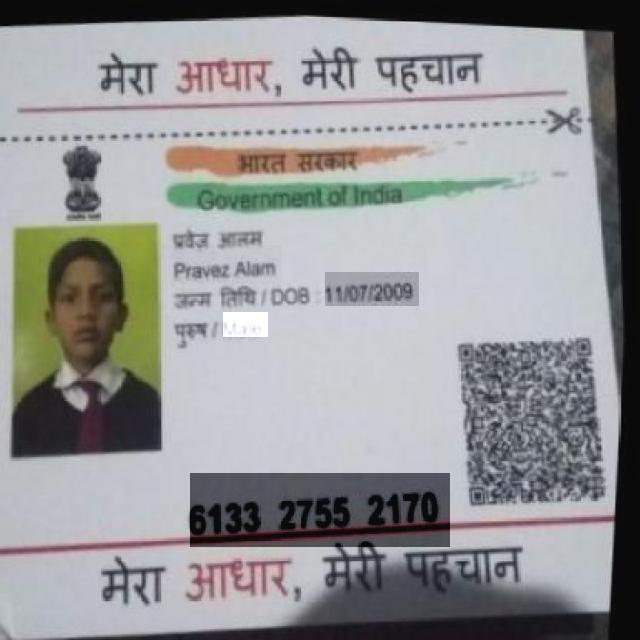 मेरा आधार, मेरी पहचान
भारत सरकार
Government of India
प्रवेज आलम
Pravez Alam
जन्म तिथि / DOB : 11/07/2009
पुरुष / Male
6133 2755 2170
मेरा आधार, मेरी पहचान